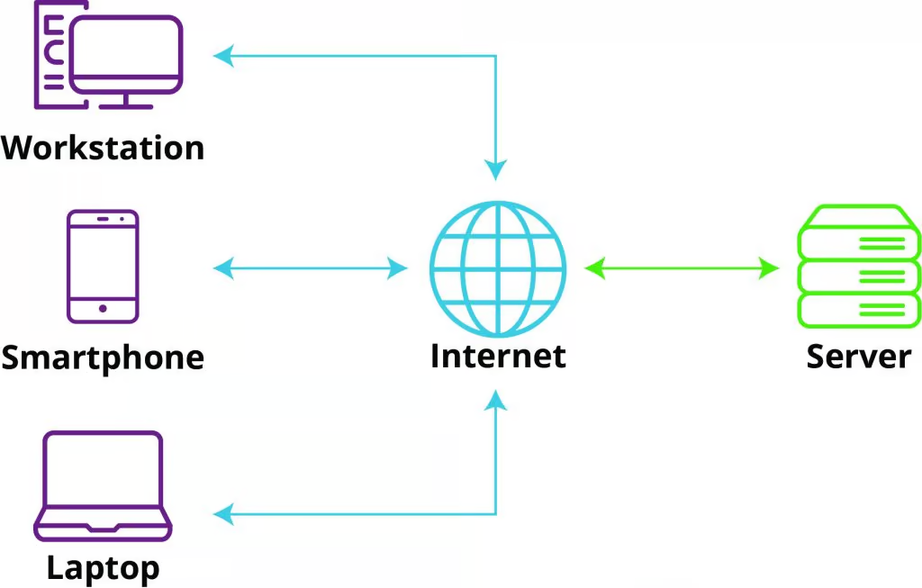 Workstation
Smartphone
Internet
Server
Laptop